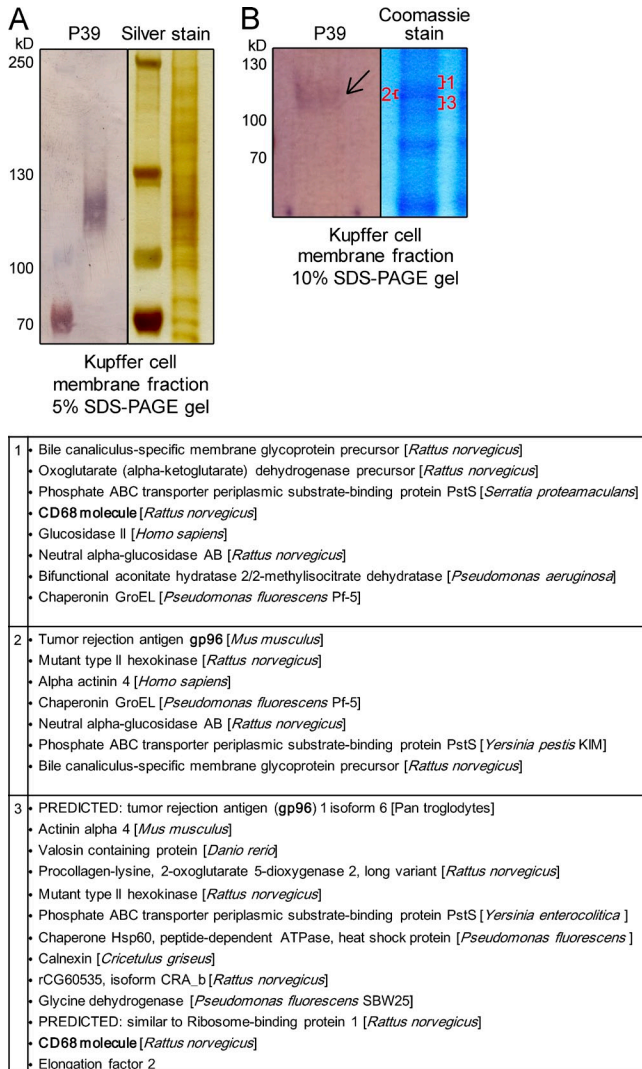 A
P39 Silver stain
kD
250
130
100
70
Kupffer cell
membrane fraction
5% SDS-PAGE gel
B
P39
Coomassie
stain
kD
130
100
70
1
2
3
Kupffer cell
membrane fraction
10% SDS-PAGE gel
1
• Bile canaliculus-specific membrane glycoprotein precursor [Rattus norvegicus]
• Oxoglutarate (alpha-ketoglutarate) dehydrogenase precursor [Rattus norvegicus]
• Phosphate ABC transporter periplasmic substrate-binding protein PstS [Serratia proteamaculans]
• CD68 molecule [Rattus norvegicus]
• Glucosidase II [Homo sapiens]
• Neutral alpha-glucosidase AB [Rattus norvegicus]
• Bifunctional aconitate hydratase 2/2-methylisocitrate dehydratase [Pseudomonas aeruginosa]
• Chaperonin GroEL [Pseudomonas fluorescens Pf-5]
2
• Tumor rejection antigen gp96 [Mus musculus]
• Mutant type II hexokinase [Rattus norvegicus]
• Alpha actinin 4 [Homo sapiens]
• Chaperonin GroEL [Pseudomonas fluorescens Pf-5]
• Neutral alpha-glucosidase AB [Rattus norvegicus]
• Phosphate ABC transporter periplasmic substrate-binding protein PstS [Yersinia pestis KIM]
• Bile canaliculus-specific membrane glycoprotein precursor [Rattus norvegicus]
3
• PREDICTED: tumor rejection antigen (gp96) 1 isoform 6 [Pan troglodytes]
• Actinin alpha 4 [Mus musculus]
• Valosin containing protein [Danio rerio]
• Procollagen-lysine, 2-oxoglutarate 5-dioxygenase 2, long variant [Rattus norvegicus]
• Mutant type II hexokinase [Rattus norvegicus]
• Phosphate ABC transporter periplasmic substrate-binding protein PstS [Yersinia enterocolitica ]
• Chaperone Hsp60, peptide-dependent ATPase, heat shock protein [Pseudomonas fluorescens ]
• Calnexin [Cricetulus griseus]
• rCG60535, isoform CRA_b [Rattus norvegicus]
• Glycine dehydrogenase [Pseudomonas fluorescens SBW25]
• PREDICTED: similar to Ribosome-binding protein 1 [Rattus norvegicus]
• CD68 molecule [Rattus norvegicus]
• Elongation factor 2